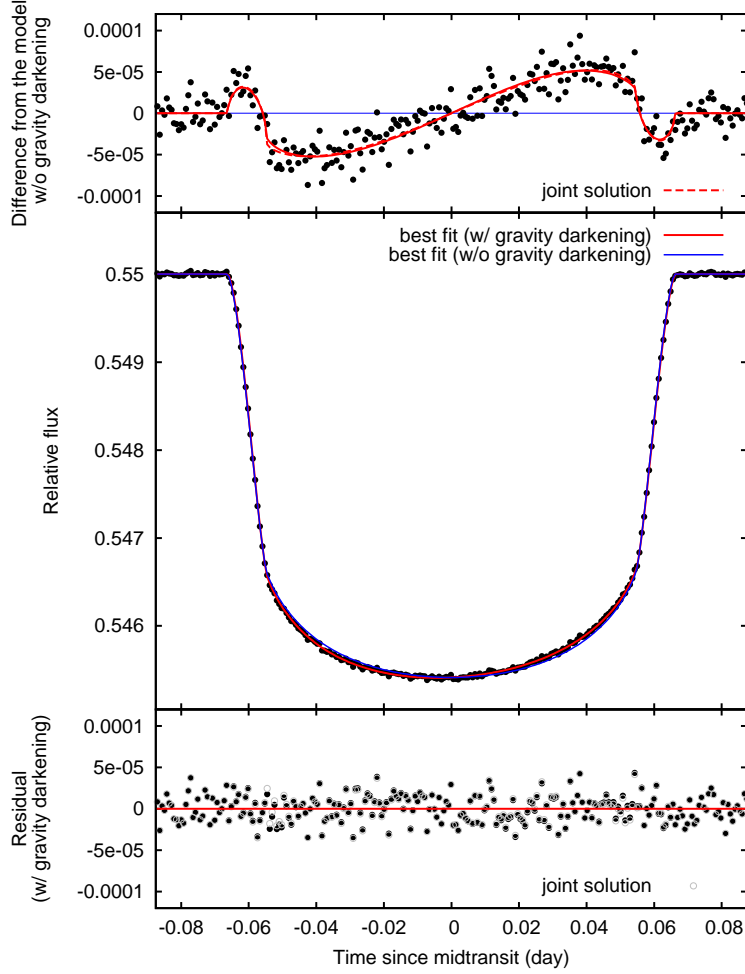 Difference from the model
w/o gravity darkening
0.0001
5e-05
0
-5e-05
-0.0001
joint solution
best fit (w/ gravity darkening)
best fit (w/o gravity darkening)
Relative flux
0.55
0.549
0.548
0.547
0.546
Residual
(w/ gravity darkening)
0.0001
5e-05
0
-5e-05
-0.0001
joint solution
-0.08 -0.06 -0.04 -0.02 0 0.02 0.04 0.06 0.08
Time since midtransit (day)